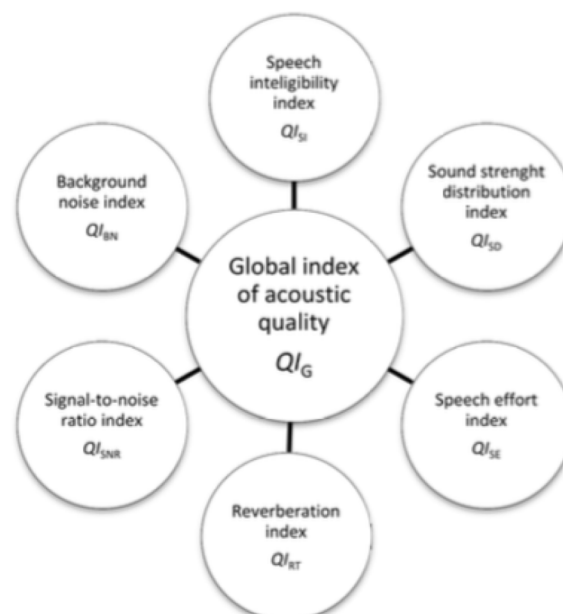 Speech
inteligibility
index
QI_SI
Background
noise index
QI_BN
Sound strenght
distribution
index
QI_SD
Global index
of acoustic
quality
QI_G
Signal-to-noise
ratio index
QI_SNR
Speech effort
index
QI_SE
Reverberation
index
QI_RT